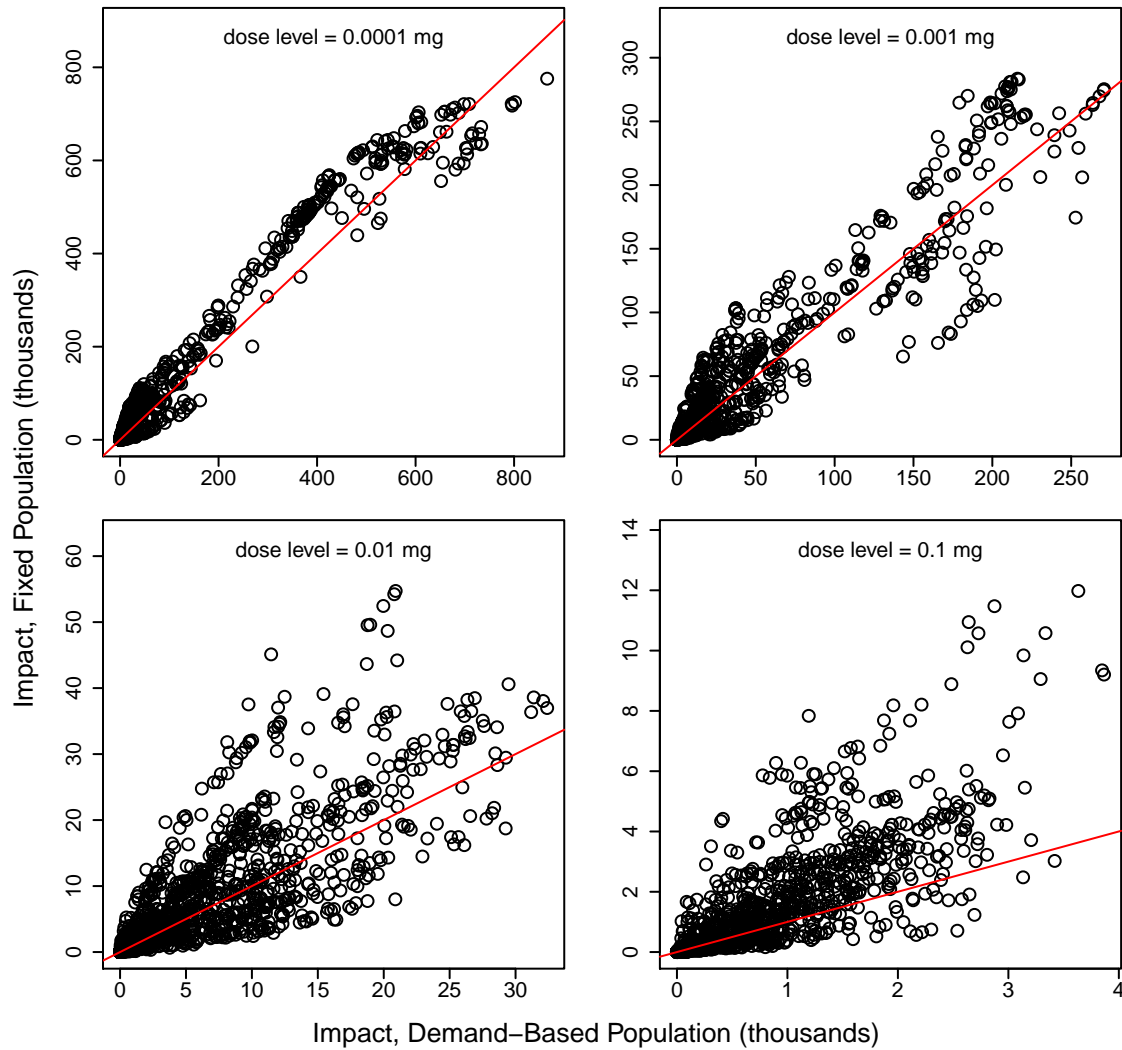 dose level = 0.0001 mg
800
600
400
200
0
0 200 400 600 800
dose level = 0.001 mg
300
250
200
150
100
50
0
0 50 100 150 200 250
dose level = 0.01 mg
60
50
40
30
20
10
0
0 5 10 15 20 25 30
dose level = 0.1 mg
14
12
10
8
6
4
2
0
0 1 2 3 4
Impact, Fixed Population (thousands)
Impact, Demand−Based Population (thousands)